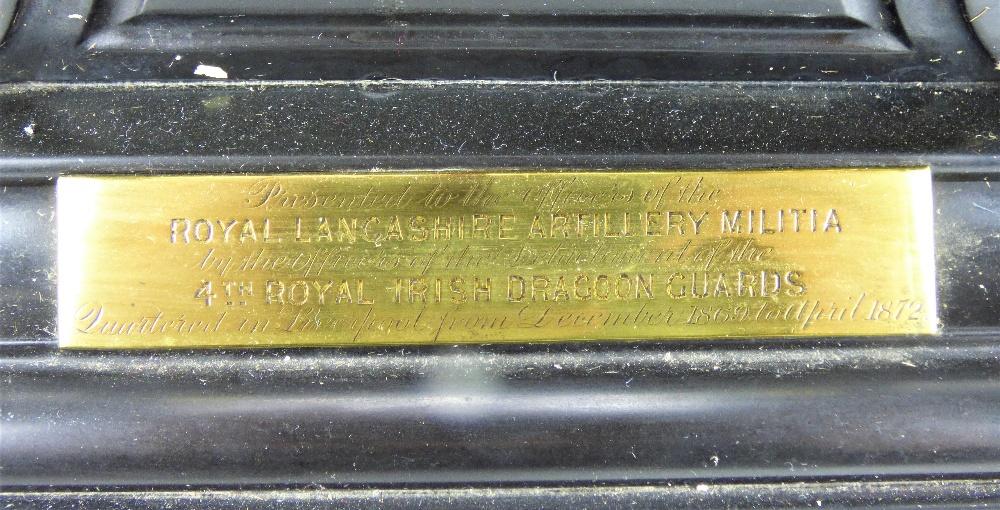 Presented to the Officers of the
ROYAL LANCASHIRE ARTILLERY MILITIA
by the Officers of the Detachment of the
4TH ROYAL IRISH DRAGOON GUARDS
Quartered in Liverpool from December 1869 to April 1872